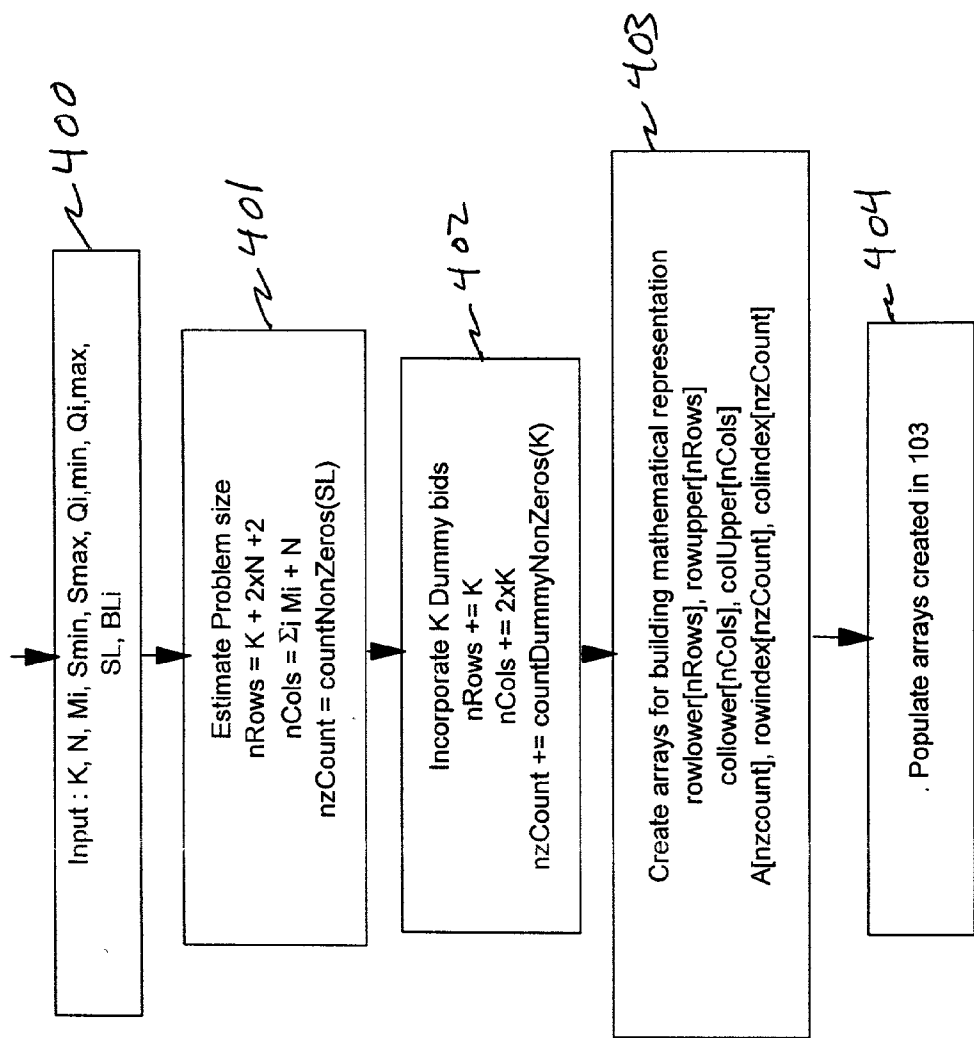 Input : K, N, Mi, Smin, Smax, Qi,min, Qi,max,
SL, BLi
400
Estimate Problem size
nRows = K + 2xN +2
nCols = Σj Mi + N
nzCount = countNonZeros(SL)
401
Incorporate K Dummy bids
nRows += K
nCols += 2xK
nzCount += countDummyNonZeros(K)
402
Create arrays for building mathematical representation
rowlower[nRows], rowupper[nRows]
collower[nCols], colUpper[nCols]
A[nzcount], rowindex[nzCount], colindex[nzCount]
403
. Populate arrays created in 103
404